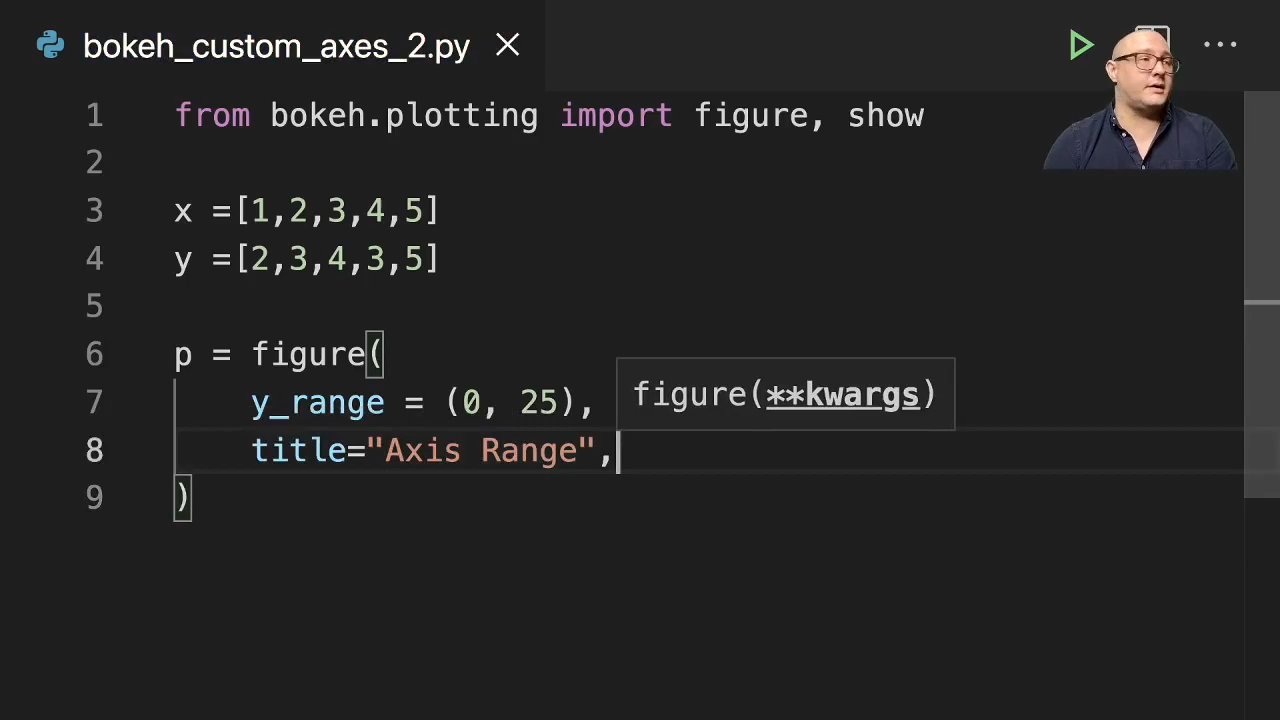 bokeh_custom_axes_2.py
1 from bokeh.plotting import figure, show
2
3 x =[1,2,3,4,5]
4 y =[2,3,4,3,5]
5
6 p = figure(
figure(**kwargs)
7 y_range = (0, 25),
8 title="Axis Range",
9 )